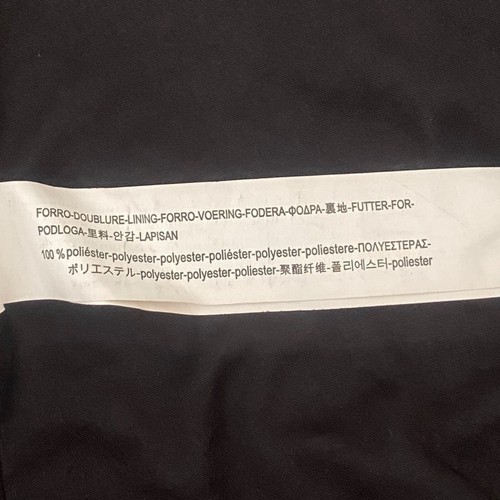 FORRO-DOUBLURE-LINING-FORRO-VOERING-FODERA-ΦΟΔΡΑ-裏地-FUTTER-FOR-
PODLOGA-里料-안감-LAPISAN
100 % poliéster-polyester-polyester-poliéster-polyester-poliestere-ΠΟΛΥΕΣΤΕΡΑΣ-
ポリエステル-polyester-polyester-poliester-聚酯纤维-폴리에스터-poliester